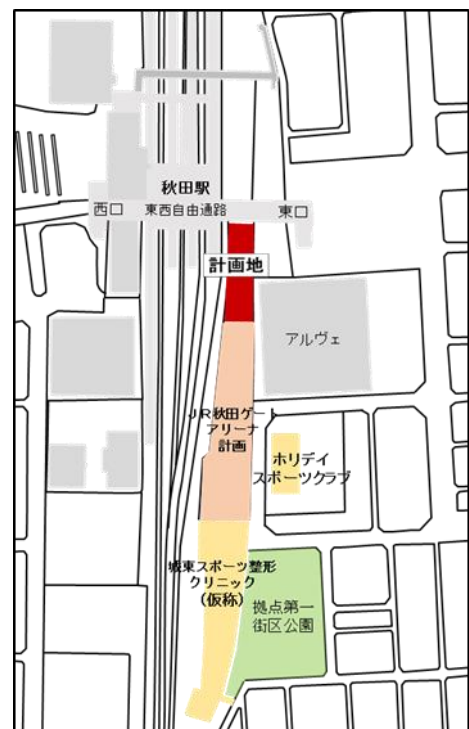 秋田駅
西口
東西自由通路
東口
計画地
アルヴェ
JR秋田ゲート
アリーナ
計画
ホリデイ
スポーツクラブ
城東スポーツ整形
クリニック
(仮称)
拠点第一
街区公園